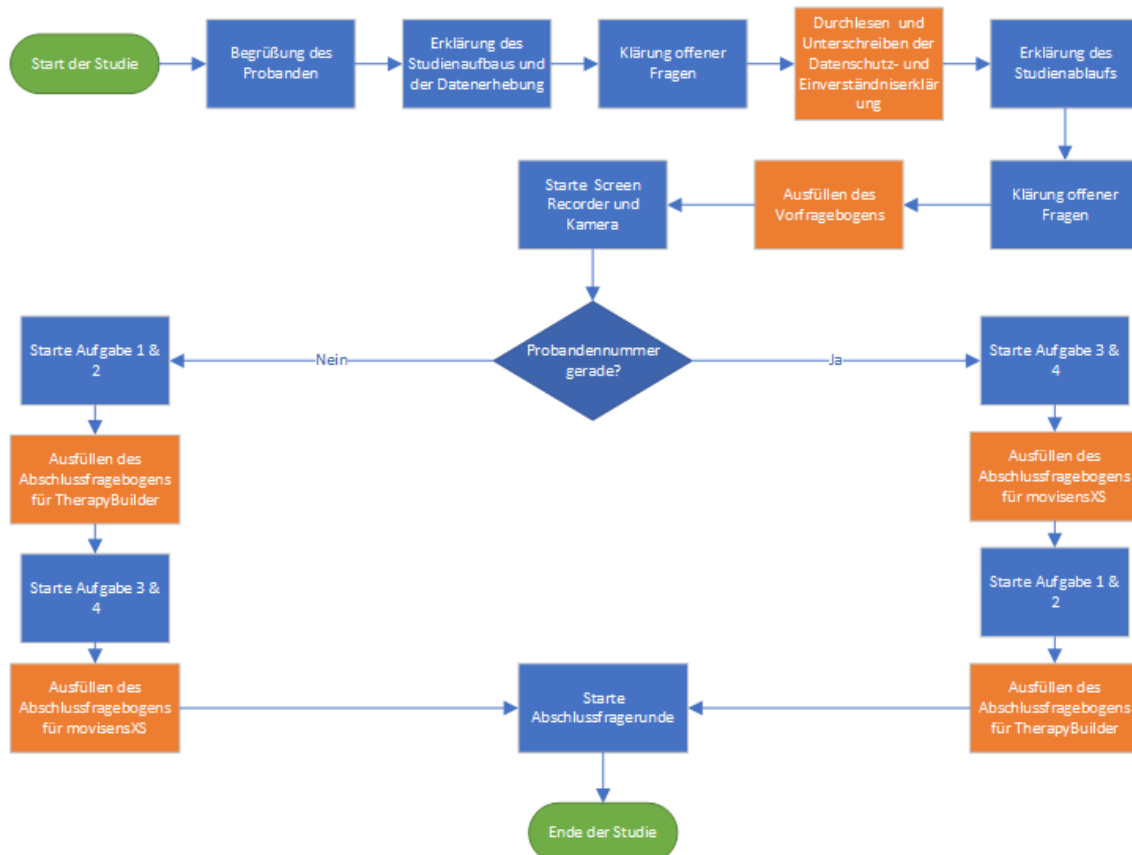 Start der Studie
Begrüßung des
Probanden
Erklärung des
Studienaufbaus und
der Datenerhebung
Klärung offener
Fragen
Durchlesen und
Unterschreiben der
Datenschutz- und
Einverständniserklär
ung
Erklärung des
Studienablaufs
Klärung offener
Fragen
Ausfüllen des
Vorfragebogens
Starte Screen
Recorder und
Kamera
Probandennummer
gerade?
Nein
Ja
Starte Aufgabe 1 &
2
Ausfüllen des
Abschlussfragebogens
für TherapyBuilder
Starte Aufgabe 3 &
4
Ausfüllen des
Abschlussfragebogens
für movisensXS
Starte Aufgabe 3 &
4
Ausfüllen des
Abschlussfragebogens
für movisensXS
Starte Aufgabe 1 &
2
Ausfüllen des
Abschlussfragebogens
für TherapyBuilder
Starte
Abschlussfragerunde
Ende der Studie